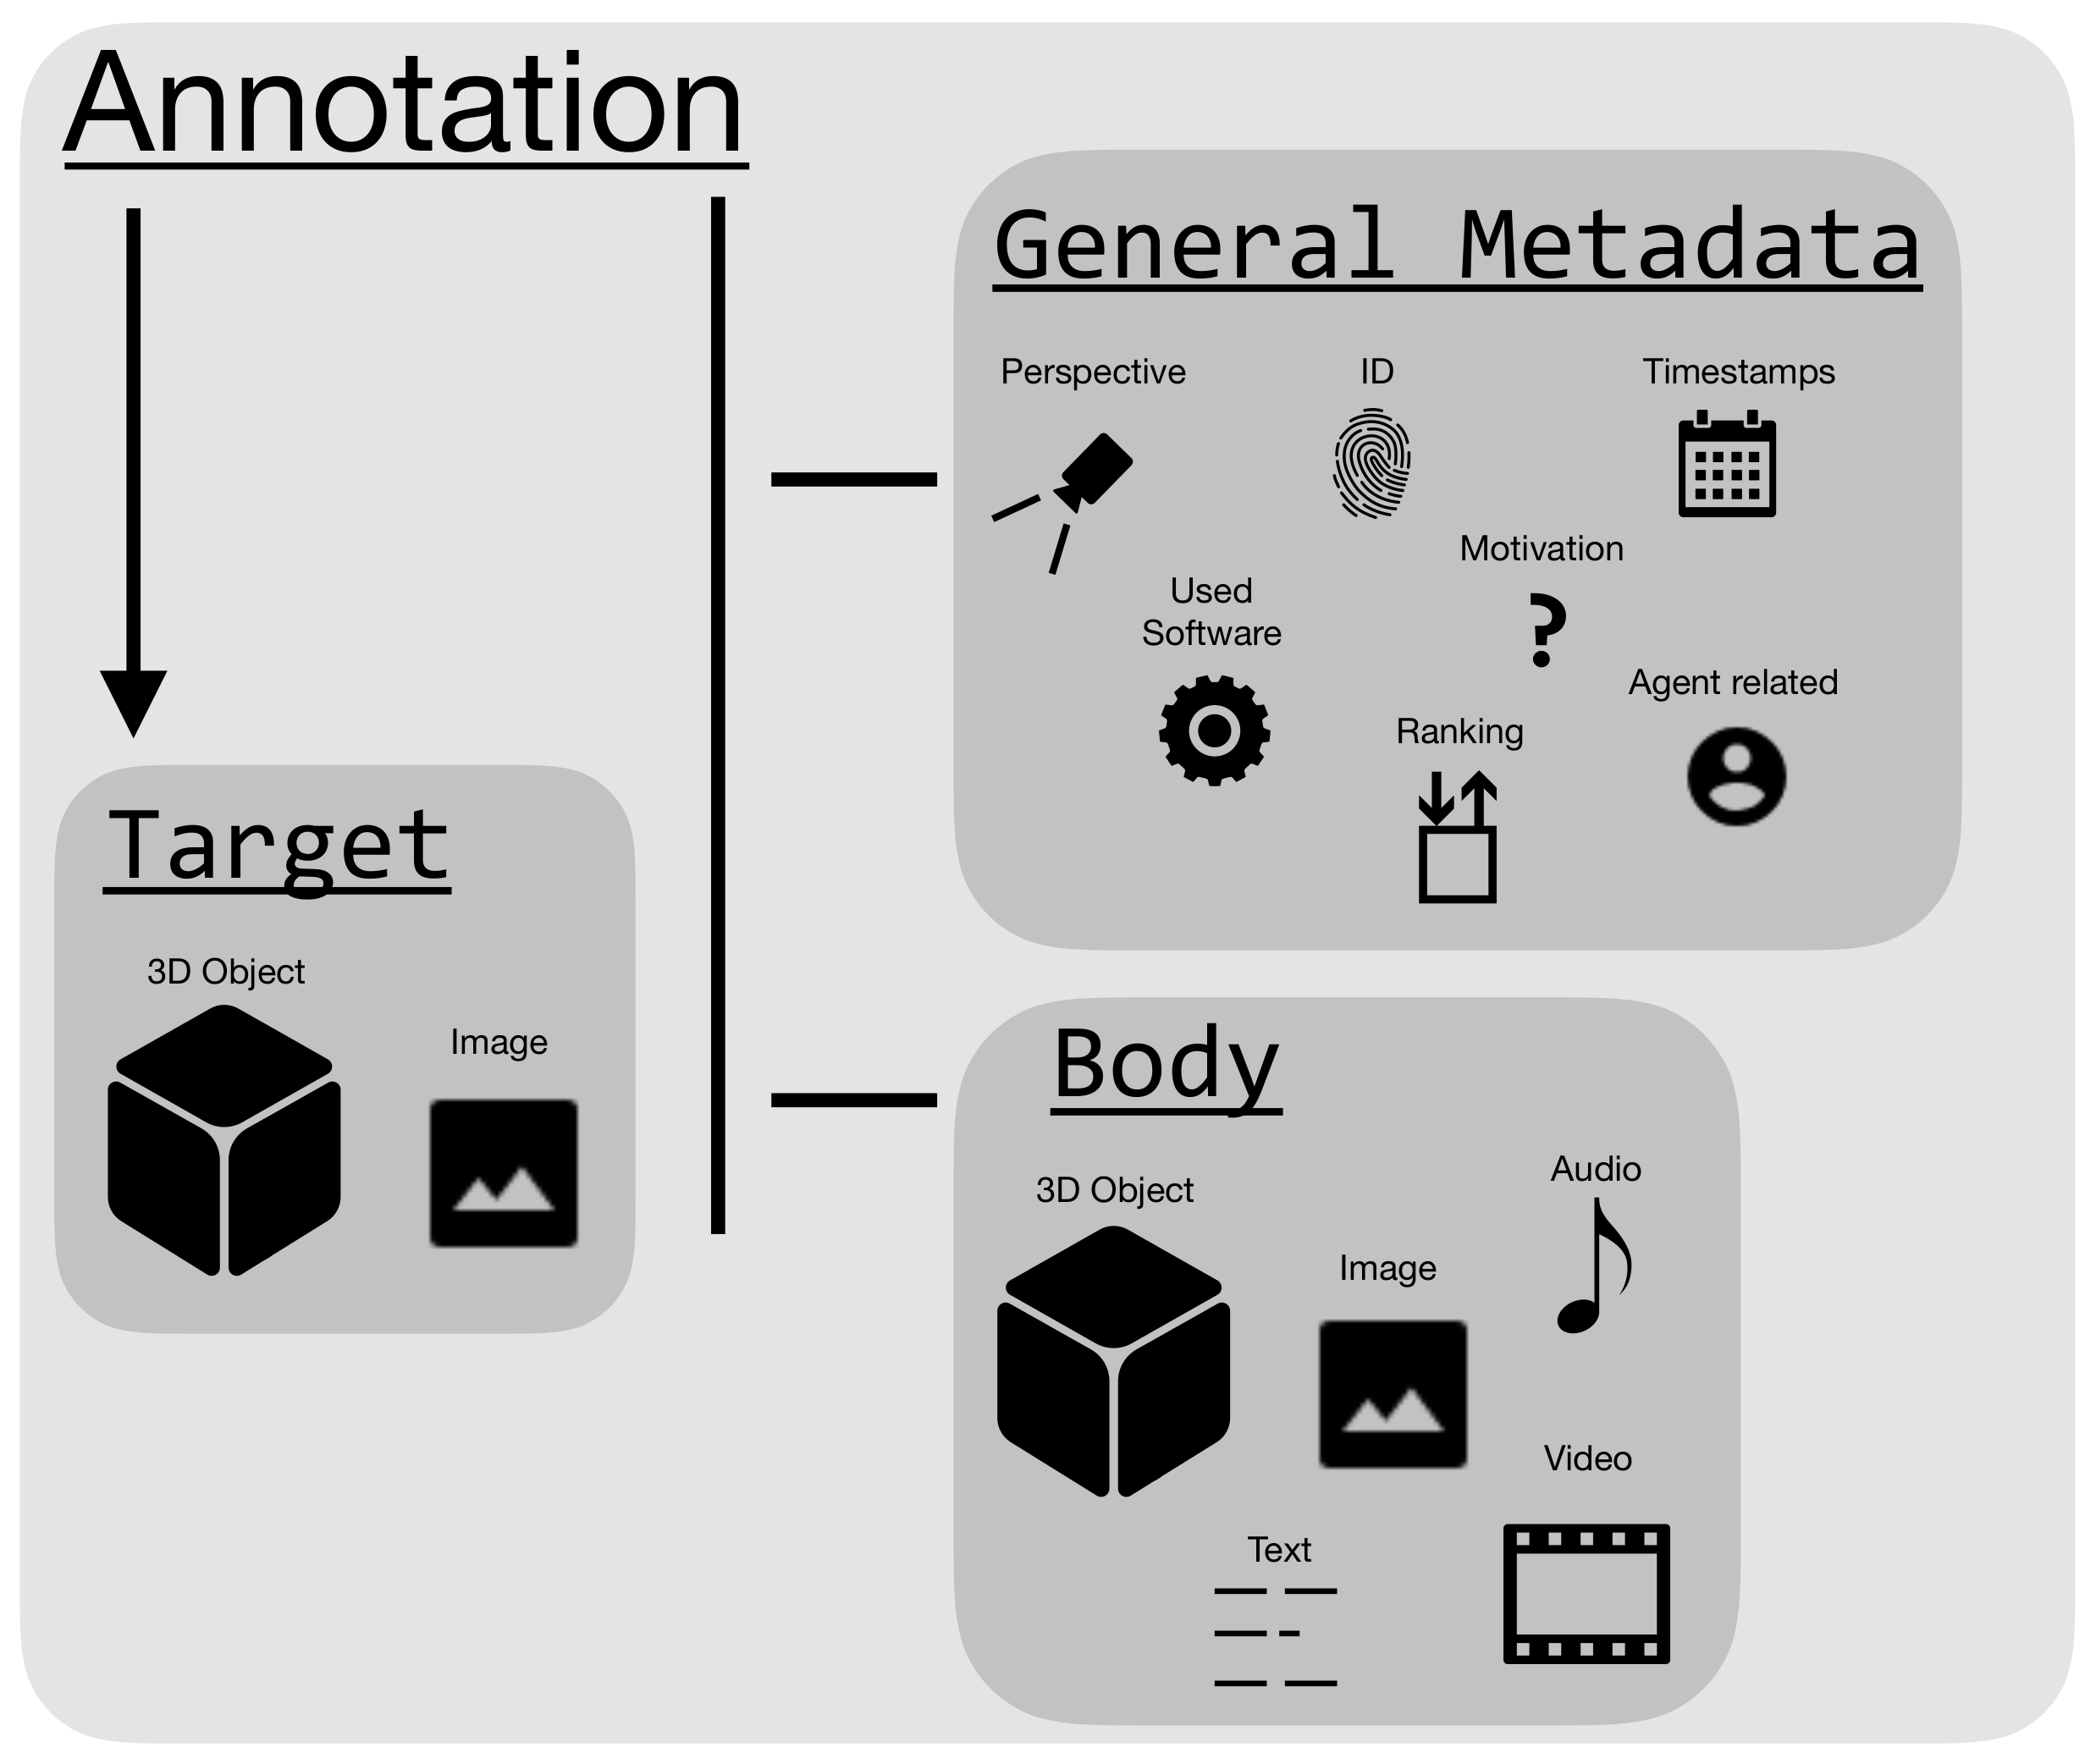 Annotation
General Metadata
Perspective
ID
Timestamps
Motivation
Used
Software
Agent related
Ranking
Target
3D Object
Image
Body
3D Object
Image
Audio
Video
Text